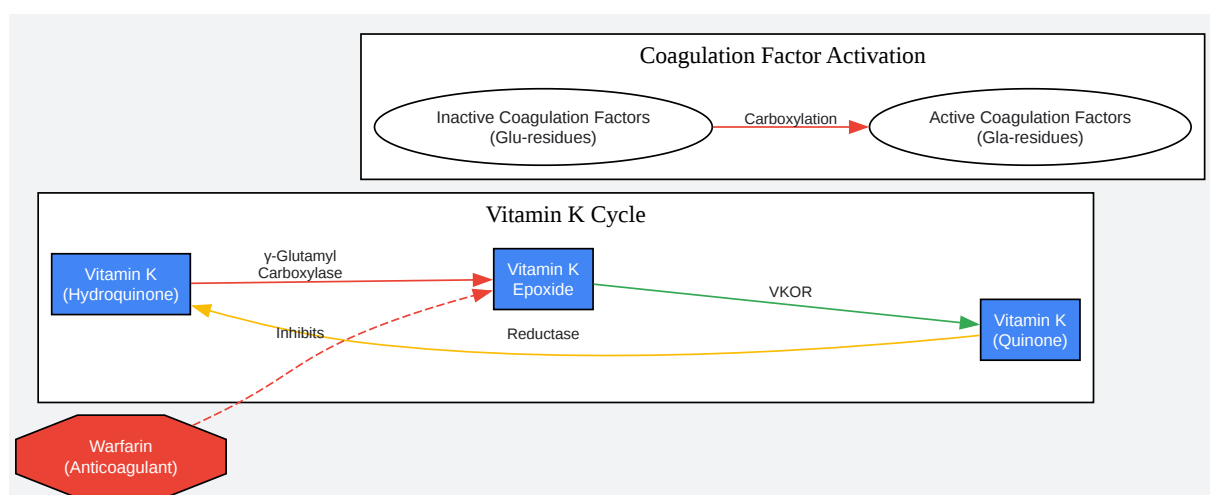 Coagulation Factor Activation
Inactive Coagulation Factors
(Glu-residues)
Carboxylation
Active Coagulation Factors
(Gla-residues)
Vitamin K Cycle
Vitamin K
(Hydroquinone)
γ-Glutamyl
Carboxylase
Vitamin K
Epoxide
VKOR
Vitamin K
(Quinone)
Inhibits
Reductase
Warfarin
(Anticoagulant)